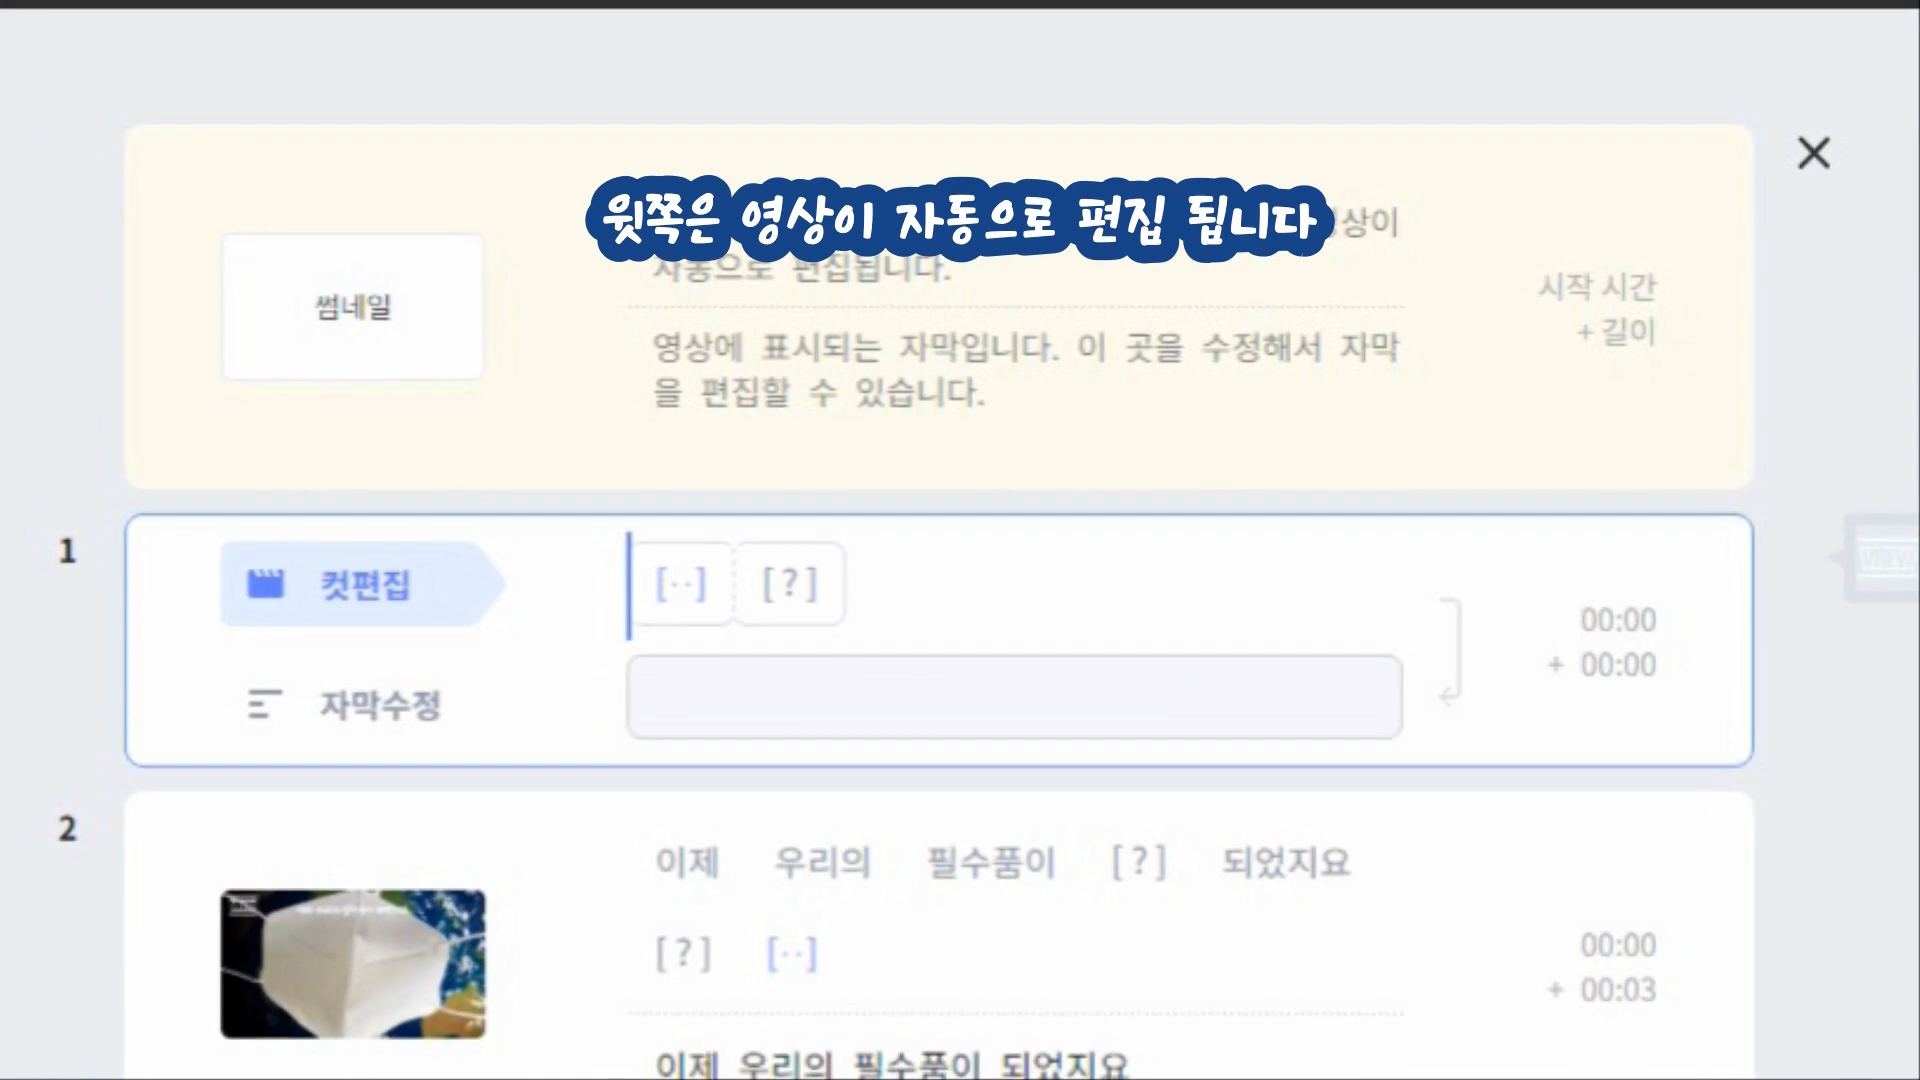 윗쪽은 영상이 자동으로 편집 됩니다
상이
자동으로 편집됩니다.
썸네일
시작 시간
+ 길이
영상에 표시되는 자막입니다. 이 곳을 수정해서 자막
을 편집할 수 있습니다.
1
컷편집
[··] [?]
00:00
+ 00:00
자막수정
VREW
2
이제 우리의 필수품이 [?] 되었지요
[?] [··]
00:00
+ 00:03
이제 우리의 필수품이 되었지요